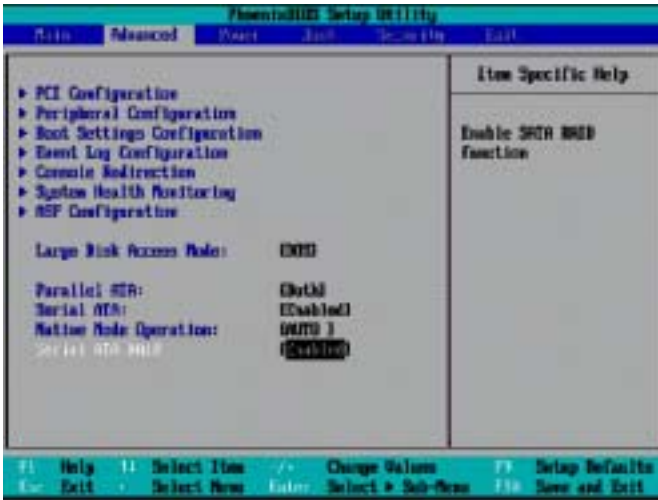 PhoenixBIOS Setup Utility
Main Advanced Power Boot Security Exit
Item Specific Help
▶ PCI Configuration
▶ Peripheral Configuration
▶ Boot Settings Configuration
▶ Event Log Configuration
▶ Console Redirection
▶ System Health Monitoring
▶ ASF Configuration
Enable SATA RAID
function
Large Disk Access Mode: [DOS]
Parallel ATA: [Both]
Serial ATA: [Enabled]
Native Mode Operation: [AUTO ]
Serial ATA RAID [Enabled]
F1 Help ↑↓ Select Item -/+ Change Values F9 Setup Defaults
Esc Exit Select Menu Enter Select ▶ Sub-Menu F10 Save and Exit